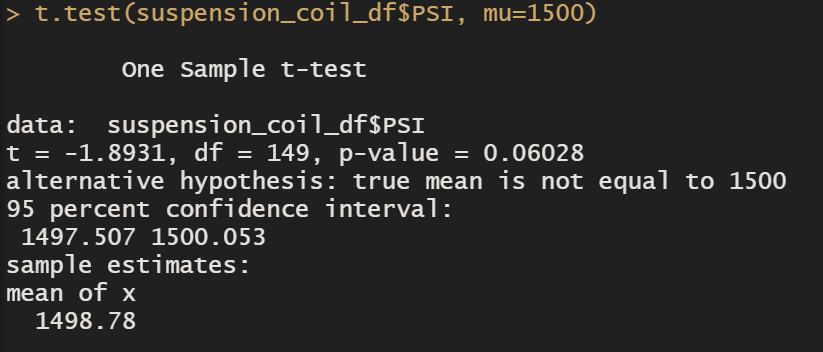 > t.test(suspension_coil_df$PSI, mu=1500)
One Sample t-test
data:  suspension_coil_df$PSI
t = -1.8931, df = 149, p-value = 0.06028
alternative hypothesis: true mean is not equal to 1500
95 percent confidence interval:
1497.507 1500.053
sample estimates:
mean of x
1498.78